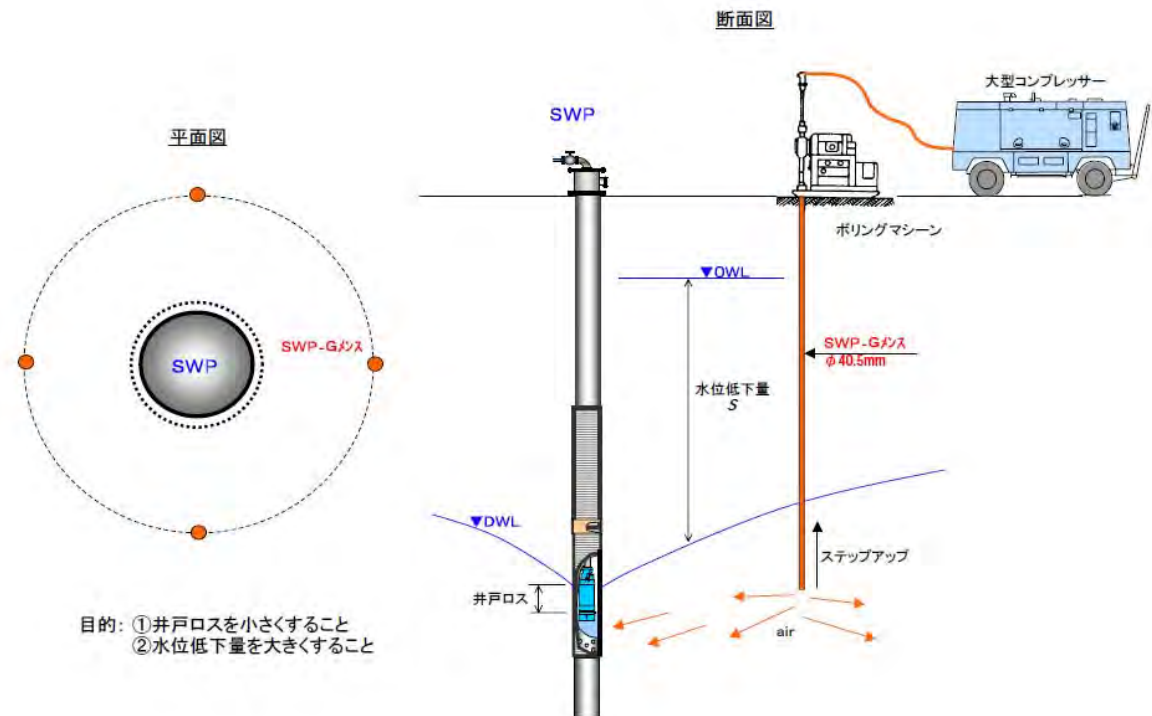 断面図
大型コンプレッサー
SWP
平面図
ボリングマシーン
▼OWL
SWP-Gメンス
SWP
SWP-Gメンス
φ40.5mm
水位低下量
S
▼DWL
ステップアップ
井戸ロス
air
目的: ①井戸ロスを小さくすること
②水位低下量を大きくすること